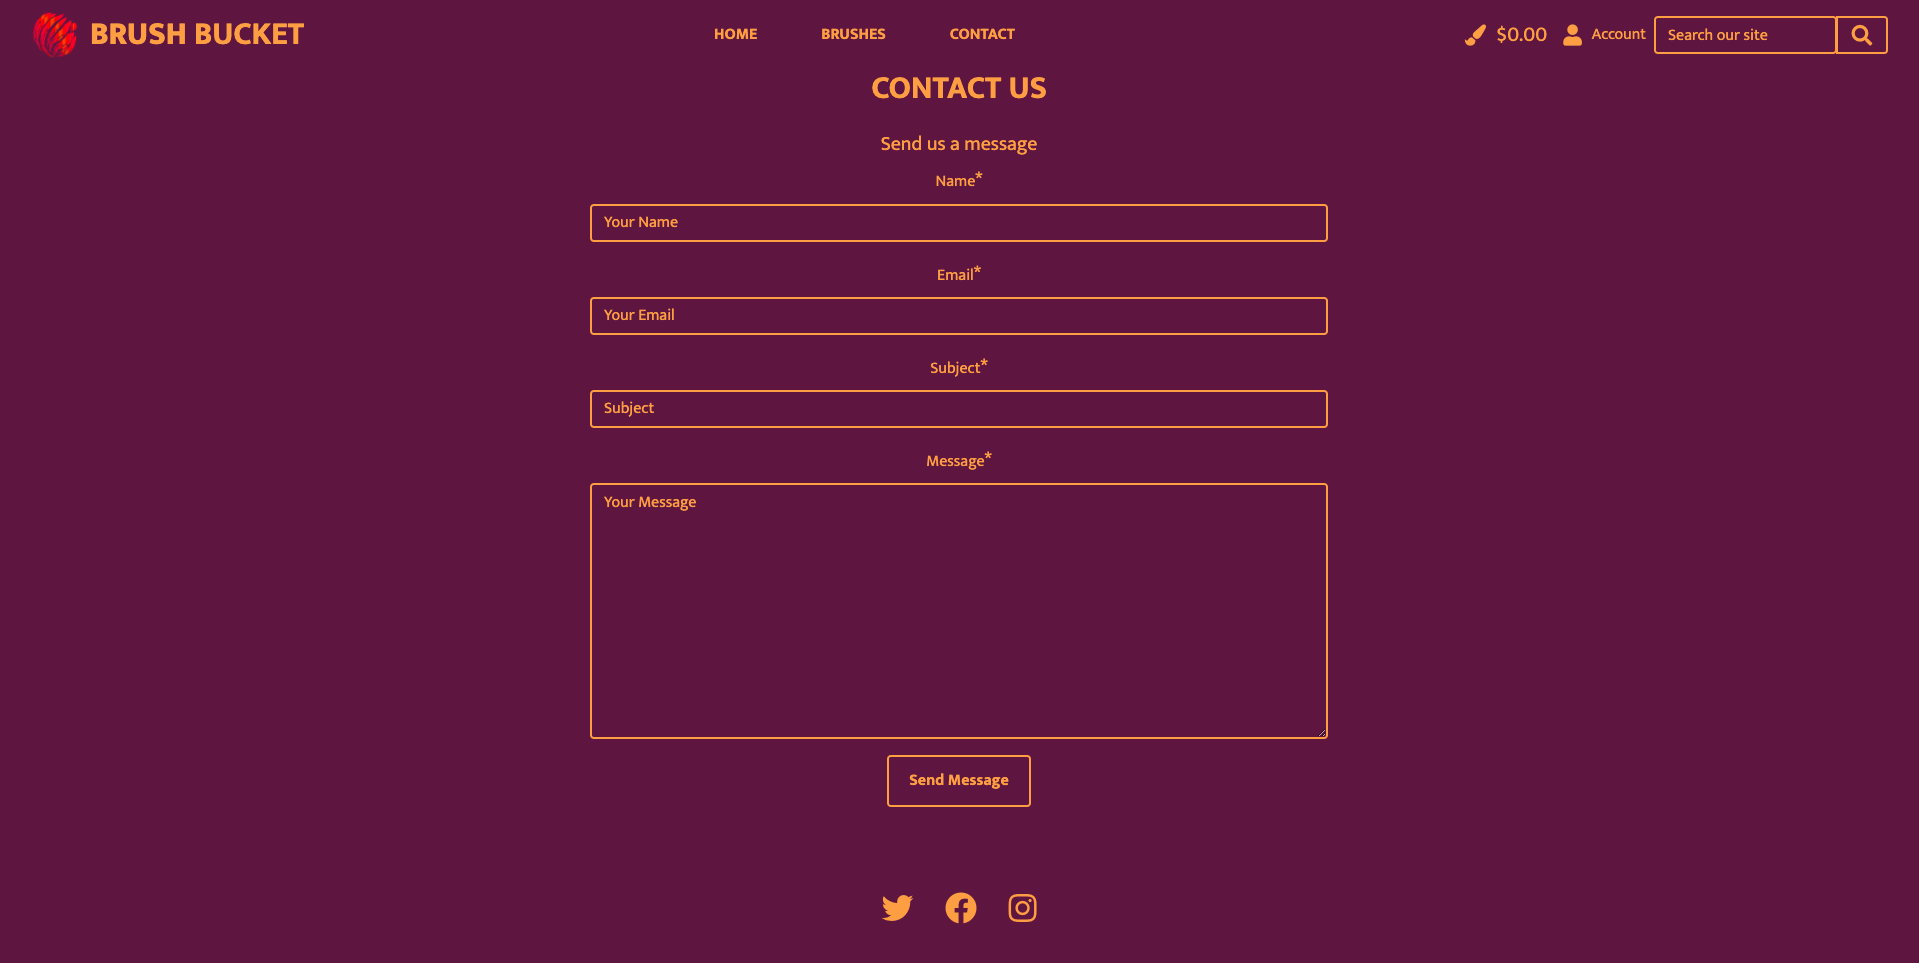 BRUSH BUCKET
HOME
BRUSHES
CONTACT
$0.00
Account
Search our site
CONTACT US
Send us a message
Name*
Your Name
Email*
Your Email
Subject*
Subject
Message*
Your Message
Send Message